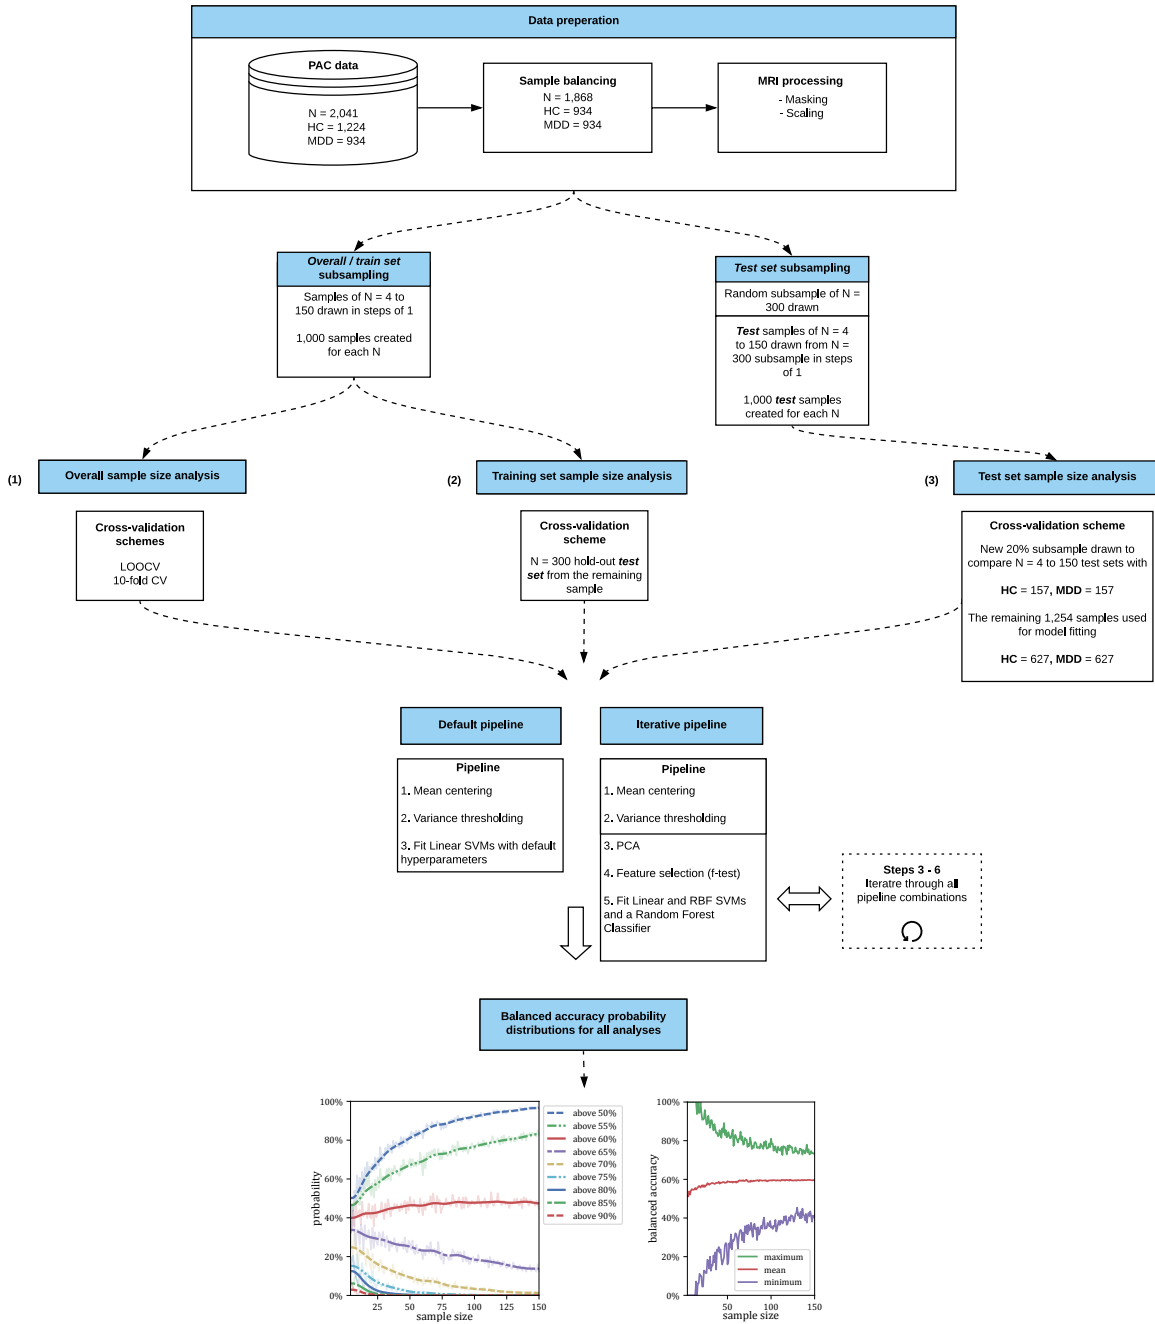 Data preperation
PAC data
N = 2,041
HC = 1,224
MDD = 934
Sample balancing
N = 1,868
HC = 934
MDD = 934
MRI processing
- Masking
- Scaling
Overall / train set
subsampling
Samples of N = 4 to
150 drawn in steps of 1
1,000 samples created
for each N
Test set subsampling
Random subsample of N =
300 drawn
Test samples of N = 4
to 150 drawn from N =
300 subsample in steps
of 1
1,000 test samples
created for each N
(1)
Overall sample size analysis
(2)
Training set sample size analysis
(3)
Test set sample size analysis
Cross-validation
schemes
LOOCV
10-fold CV
Cross-validation
scheme
N = 300 hold-out test
set from the remaining
sample
Cross-validation scheme
New 20% subsample drawn to
compare N = 4 to 150 test sets with
HC = 157, MDD = 157
The remaining 1,254 samples used
for model fitting
HC = 627, MDD = 627
Default pipeline
Iterative pipeline
Pipeline
1. Mean centering
2. Variance thresholding
3. Fit Linear SVMs with default
hyperparameters
Pipeline
1. Mean centering
2. Variance thresholding
3. PCA
4. Feature selection (f-test)
5. Fit Linear and RBF SVMs
and a Random Forest
Classifier
Steps 3 - 6
Iteratre through all
pipeline combinations
Balanced accuracy probability
distributions for all analyses
100%
80%
60%
40%
20%
0%
probability
25
50
75
100
125
150
sample size
above 50%
above 55%
above 60%
above 65%
above 70%
above 75%
above 80%
above 85%
above 90%
100%
80%
60%
40%
20%
0%
balanced accuracy
maximum
mean
minimum
50
100
150
sample size